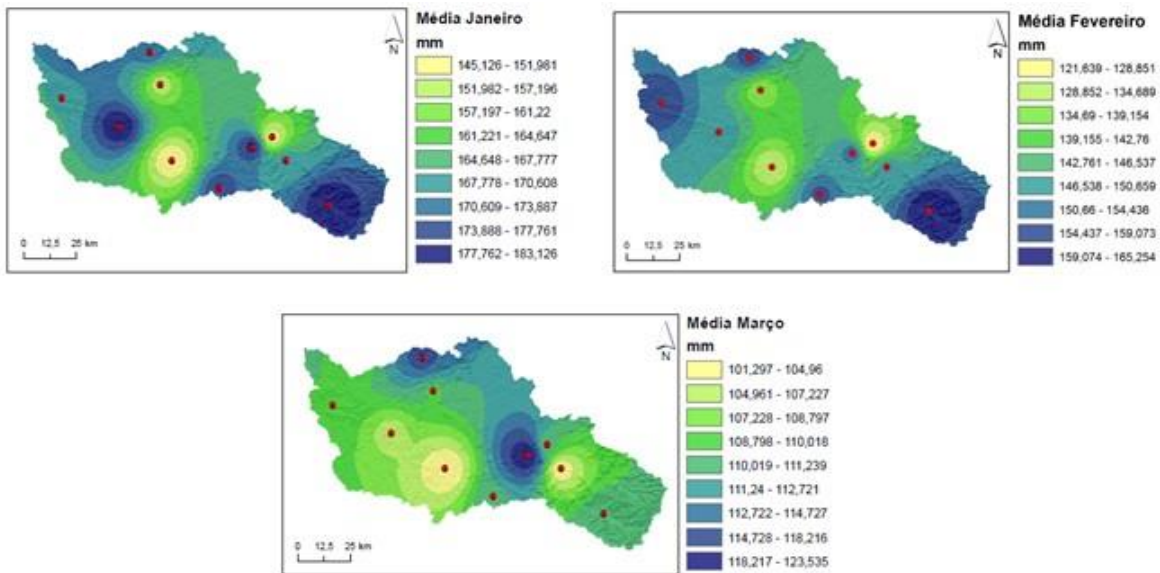 Média Janeiro
mm
145,126 - 151,981
151,982 - 157,196
157,197 - 161,22
161,221 - 164,647
164,648 - 167,777
167,778 - 170,608
170,609 - 173,887
173,888 - 177,761
177,762 - 183,126
N
0 12,5 25 km
Média Fevereiro
mm
121,639 - 128,851
128,852 - 134,689
134,69 - 139,154
139,155 - 142,76
142,761 - 146,537
146,538 - 150,659
150,66 - 154,436
154,437 - 159,073
159,074 - 165,254
N
0 12,5 25 km
Média Março
mm
101,297 - 104,96
104,961 - 107,227
107,228 - 108,797
108,798 - 110,018
110,019 - 111,239
111,24 - 112,721
112,722 - 114,727
114,728 - 118,216
118,217 - 123,535
N
0 12,5 25 km